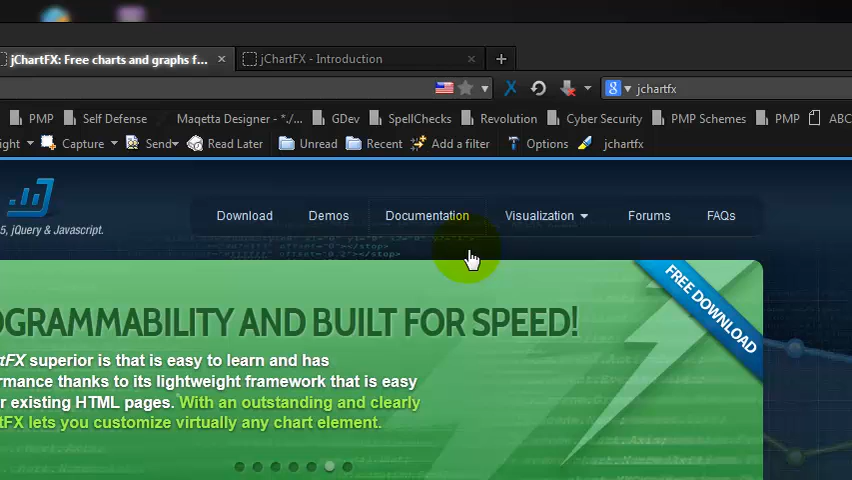 jChartFX: Free charts and graphs f... × jChartFX - Introduction × +
jchartfx
PMP Self Defense Maqetta Designer - *./... GDev SpellChecks Revolution Cyber Security PMP Schemes PMP ABC
ght Capture Send Read Later Unread Recent Add a filter Options jchartfx
5, jQuery & Javascript.
Download Demos Documentation Visualization Forums FAQs
FREE DOWNLOAD
OGRAMMABILITY AND BUILT FOR SPEED!
rtFX superior is that is easy to learn and has
rmance thanks to its lightweight framework that is easy
r existing HTML pages. With an outstanding and clearly
tFX lets you customize virtually any chart element.